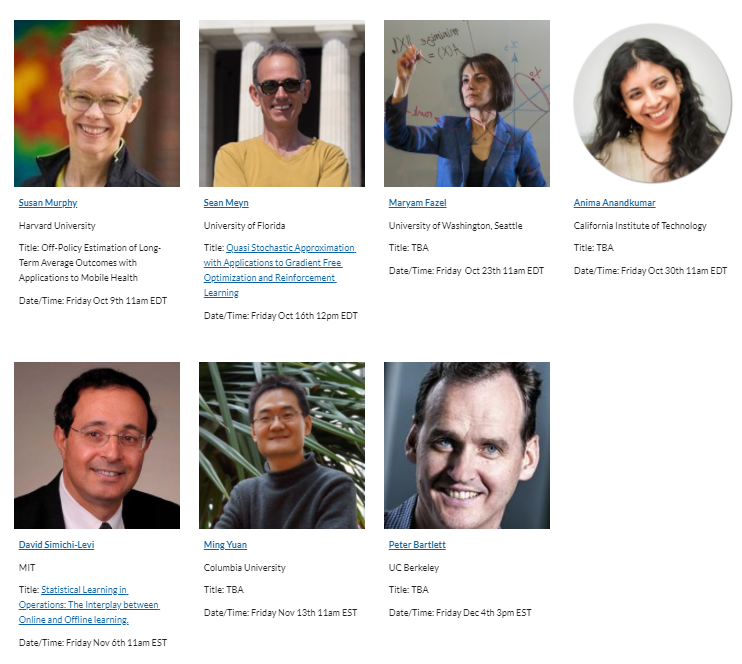 Susan Murphy
Harvard University
Title: Off-Policy Estimation of Long-
Term Average Outcomes with
Applications to Mobile Health
Date/Time: Friday Oct 9th 11am EDT
Sean Meyn
University of Florida
Title: Quasi Stochastic Approximation
with Applications to Gradient Free
Optimization and Reinforcement
Learning
Date/Time: Friday Oct 16th 12pm EDT
Maryam Fazel
University of Washington, Seattle
Title: TBA
Date/Time: Friday Oct 23th 11am EDT
Anima Anandkumar
California Institute of Technology
Title: TBA
Date/Time: Friday Oct 30th 11am EDT
David Simichi-Levi
MIT
Title: Statistical Learning in
Operations: The Interplay between
Online and Offline learning.
Date/Time: Friday Nov 6th 11am EST
Ming Yuan
Columbia University
Title: TBA
Date/Time: Friday Nov 13th 11am EST
Peter Bartlett
UC Berkeley
Title: TBA
Date/Time: Friday Dec 4th 3pm EST